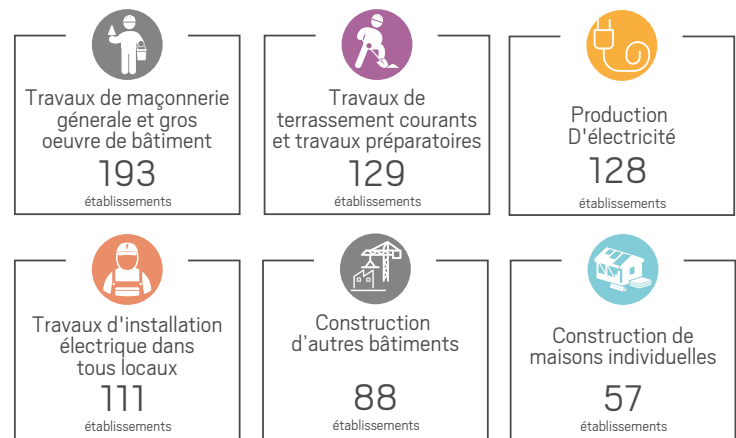 Travaux de maçonnerie
génerale et gros
oeuvre de bâtiment
193
établissements
Travaux de
terrassement courants
et travaux préparatoires
129
établissements
Production
D'électricité
128
établissements
Travaux d'installation
électrique dans
tous locaux
111
établissements
Construction
d'autres bâtiments
88
établissements
Construction de
maisons individuelles
57
établissements